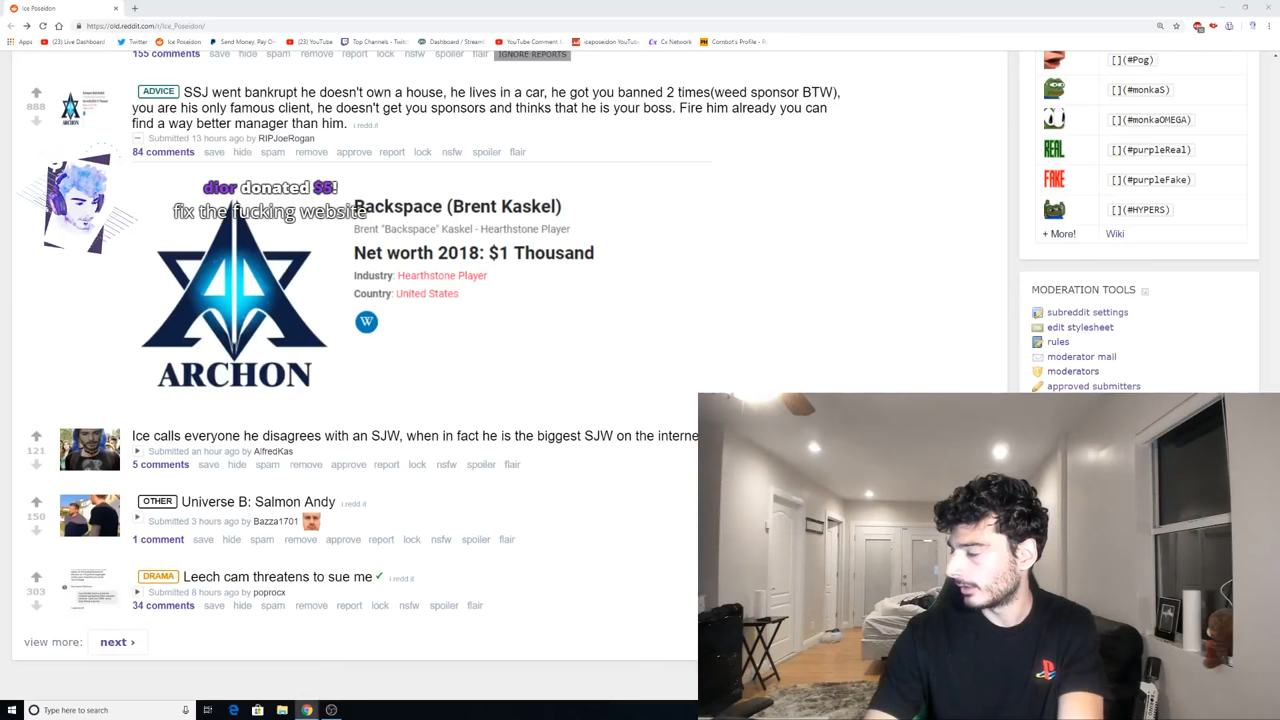 Ice Poseidon
https://old.reddit.com/r/Ice_Poseidon/
Apps
(23) Live Dashboard
Twitter
Ice Poseidon
Send Money, Pay On
(23) YouTube
Top Channels - Twitc
Dashboard / Stream
YouTube Comment
iceposeidon YouTu
Cx Network
Combot's Profile - P
155 comments save hide spam remove report lock nsfw spoiler flair IGNORE REPORTS
888
ADVICE SSJ went bankrupt he doesn't own a house, he lives in a car, he got you banned 2 times(weed sponsor BTW),
you are his only famous client, he doesn't get you sponsors and thinks that he is your boss. Fire him already you can
find a way better manager than him. i.redd.it
Submitted 13 hours ago by RIPJoeRogan
84 comments save hide spam remove approve report lock nsfw spoiler flair
dior donated $5!
fix the fucking website
ARCHON
Backspace (Brent Kaskel)
Brent "Backspace" Kaskel - Hearthstone Player
Net worth 2018: $1 Thousand
Industry: Hearthstone Player
Country: United States
W
121
Ice calls everyone he disagrees with an SJW, when in fact he is the biggest SJW on the interne
Submitted an hour ago by AlfredKas
5 comments save hide spam remove approve report lock nsfw spoiler flair
150
OTHER Universe B: Salmon Andy i.redd.it
Submitted 3 hours ago by Bazza1701
1 comment save hide spam remove approve report lock nsfw spoiler flair
303
DRAMA Leech cam threatens to sue me i.redd.it
Submitted 8 hours ago by poprocx
34 comments save hide spam remove report lock nsfw spoiler flair
view more: next ›
[](#Pog)
[](#monkaS)
[](#monkaOMEGA)
REAL [](#purpleReal)
FAKE [](#purpleFake)
[](#HYPERS)
+ More! Wiki
MODERATION TOOLS
subreddit settings
edit stylesheet
rules
moderator mail
moderators
approved submitters
Type here to search